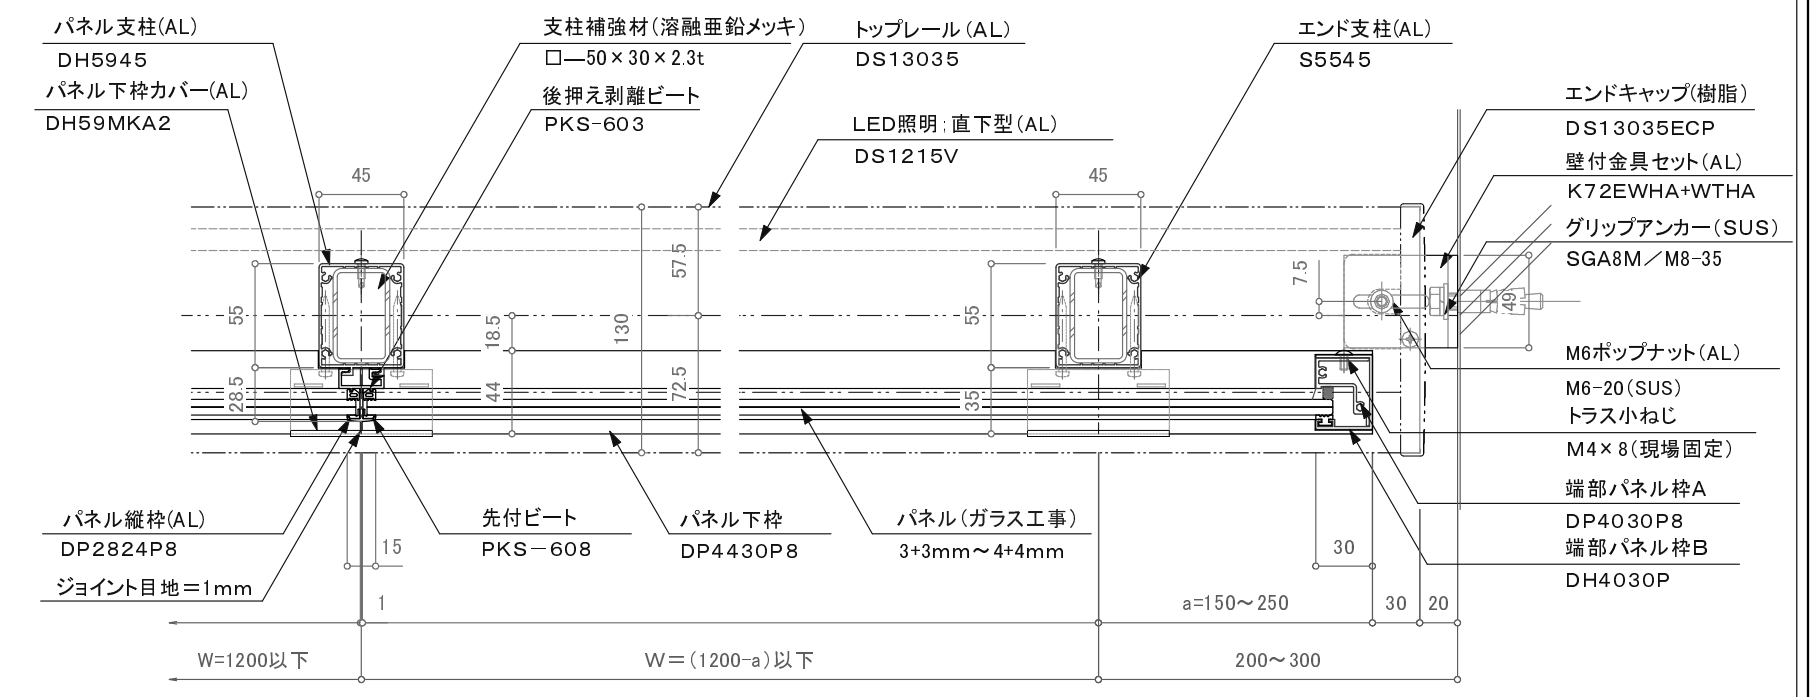 パネル支柱(AL)
DH5945
パネル下枠カバー(AL)
DH59MKA2
支柱補強材(溶融亜鉛メッキ)
□—50×30×2.3t
後押え剥離ビート
PKS-603
トップレール(AL)
DS13035
LED照明;直下型(AL)
DS1215V
エンド支柱(AL)
S5545
エンドキャップ(樹脂)
DS13035ECP
壁付金具セット(AL)
K72EWHA+WTHA
グリップアンカー(SUS)
SGA8M/M8-35
M6ポップナット(AL)
M6-20(SUS)
トラス小ねじ
M4×8(現場固定)
端部パネル枠A
DP4030P8
端部パネル枠B
DH4030P
45
45
57.5
7.5
55
18.5
130
55
49
28.5
44
72.5
35
パネル縦枠(AL)
DP2824P8
ジョイント目地=1mm
15
先付ビート
PKS-608
パネル下枠
DP4430P8
パネル(ガラス工事)
3+3mm~4+4mm
30
1
a=150~250
30
20
W=1200以下
W=(1200-a)以下
200~300